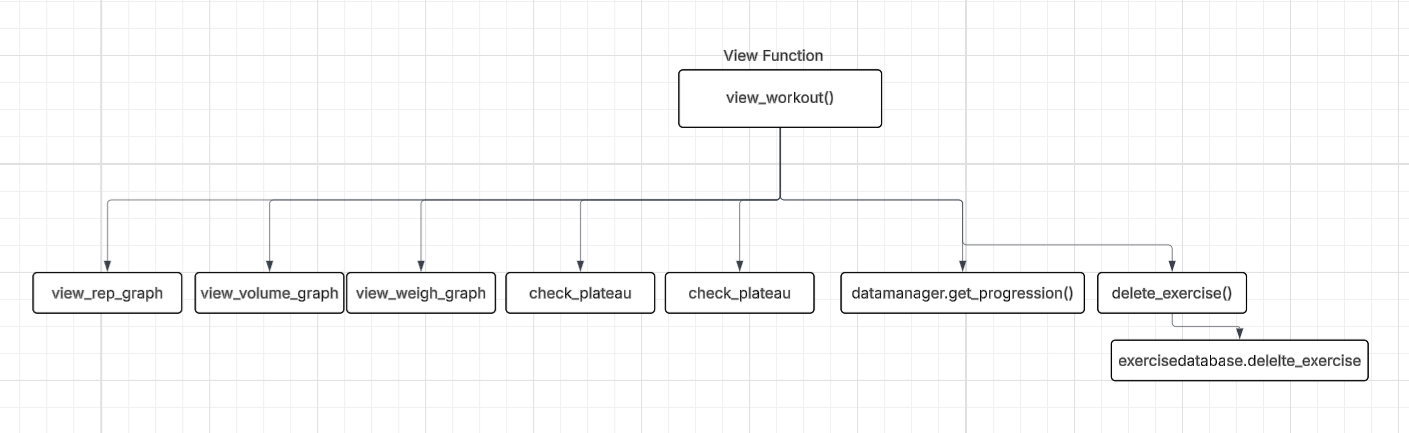 View Function
view_workout()
view_rep_graph
view_volume_graph
view_weigh_graph
check_plateau
check_plateau
datamanager.get_progression()
delete_exercise()
exercisedatabase.delelte_exercise